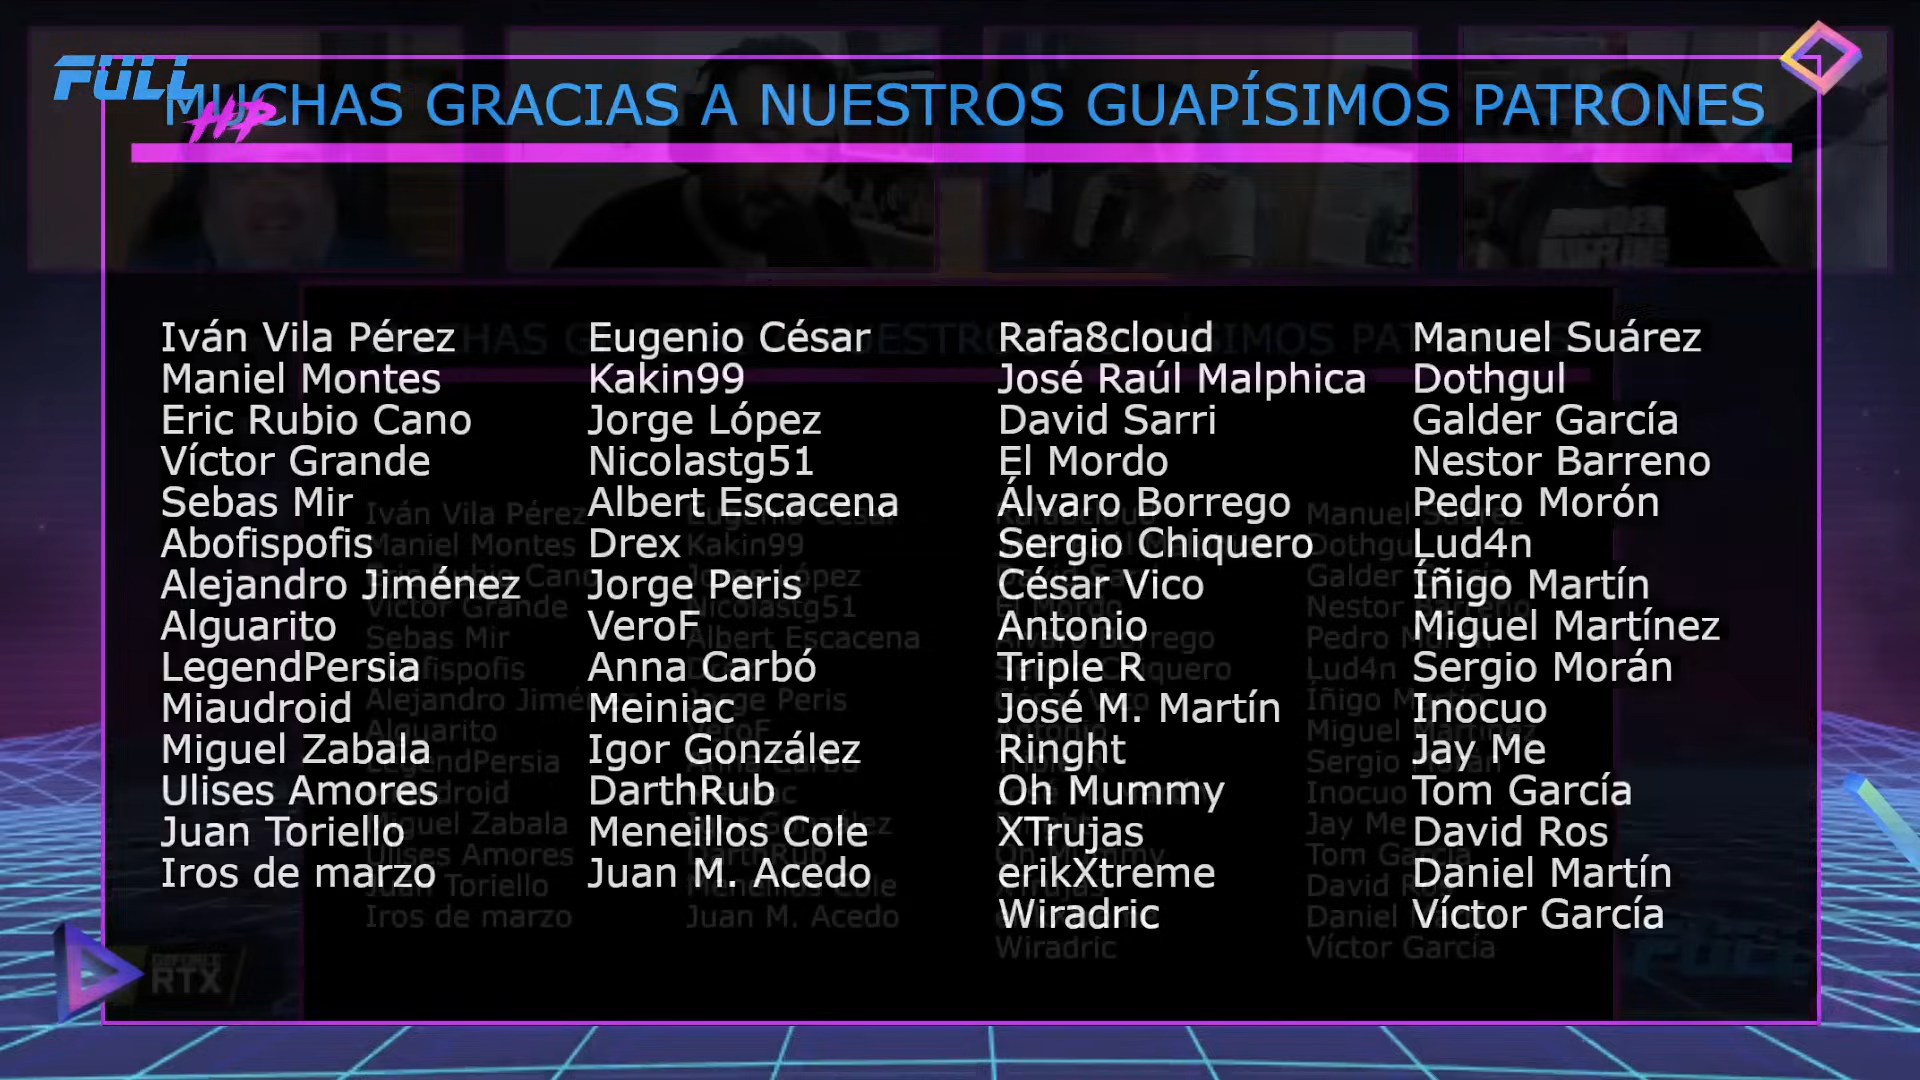 FULL
HP
MUCHAS GRACIAS A NUESTROS GUAPÍSIMOS PATRONES
Iván Vila Pérez
Maniel Montes
Eric Rubio Cano
Víctor Grande
Sebas Mir
Abofispofis
Alejandro Jiménez
Alguarito
LegendPersia
Miaudroid
Miguel Zabala
Ulises Amores
Juan Toriello
Iros de marzo
Eugenio César
Kakin99
Jorge López
Nicolastg51
Albert Escacena
Drex
Jorge Peris
VeroF
Anna Carbó
Meiniac
Igor González
DarthRub
Meneillos Cole
Juan M. Acedo
Rafa8cloud
José Raúl Malphica
David Sarri
El Mordo
Álvaro Borrego
Sergio Chiquero
César Vico
Antonio
Triple R
José M. Martín
Ringht
Oh Mummy
XTrujas
erikXtreme
Wiradric
Manuel Suárez
Dothgul
Galder García
Nestor Barreno
Pedro Morón
Lud4n
Íñigo Martín
Miguel Martínez
Sergio Morán
Inocuo
Jay Me
Tom García
David Ros
Daniel Martín
Víctor García
RTX